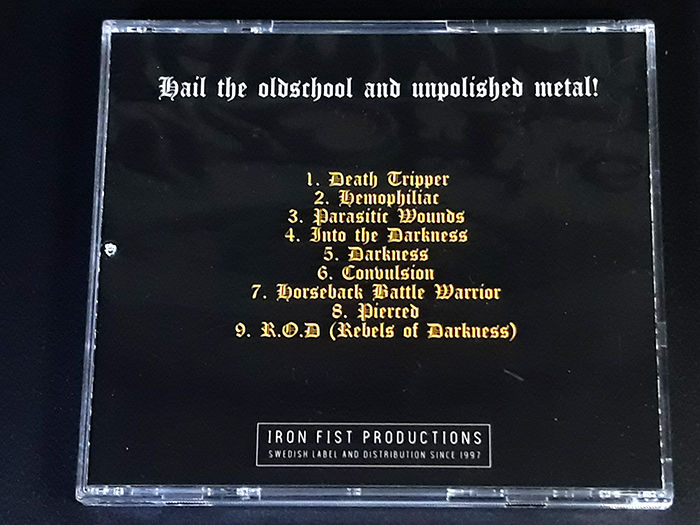 Hail the oldschool and unpolished metal!
1. Death Tripper
2. Hemophiliac
3. Parasitic Wounds
4. Into the Darkness
5. Darkness
6. Convulsion
7. Horseback Battle Warrior
8. Pierced
9. R.O.D (Rebels of Darkness)
IRON FIST PRODUCTIONS
SWEDISH LABEL AND DISTRIBUTION SINCE 1997